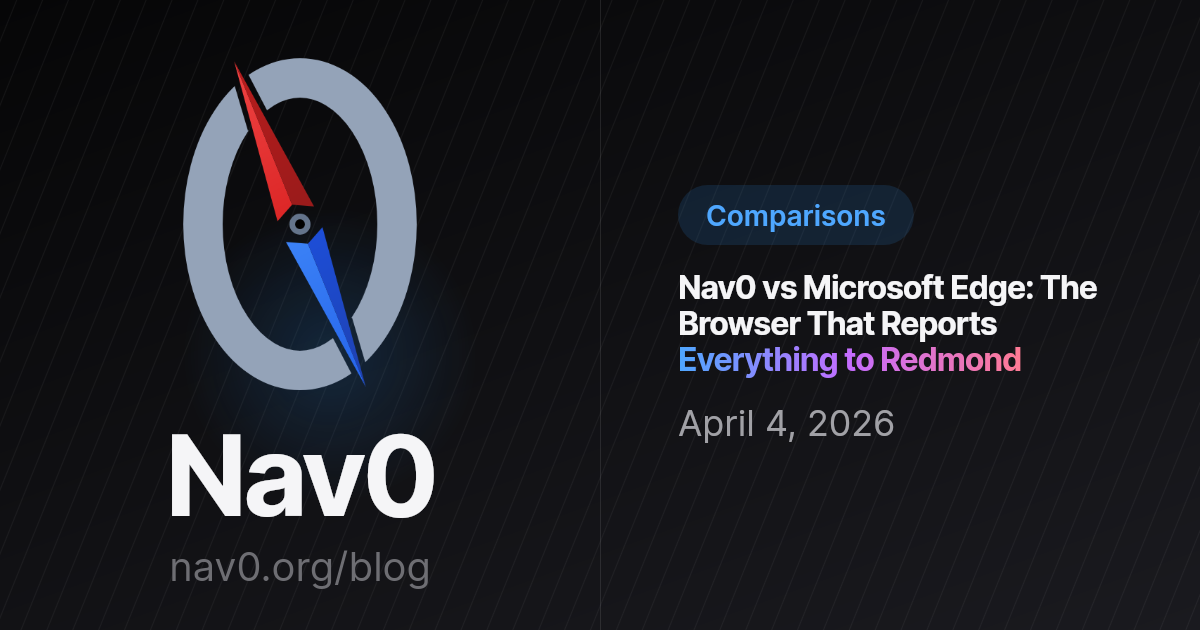 Nav0
nav0.org/blog
Comparisons
Nav0 vs Microsoft Edge: The
Browser That Reports
Everything to Redmond
April 4, 2026